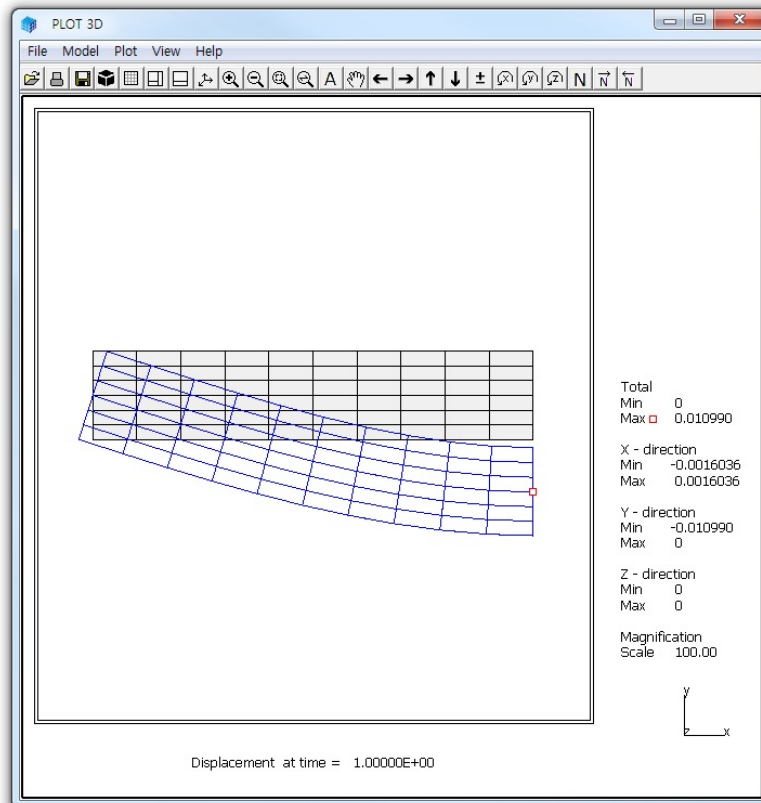 PLOT 3D
File Model Plot View Help
A ± x y z N N N
Total
Min 0
Max 0.010990
X - direction
Min -0.0016036
Max 0.0016036
Y - direction
Min -0.010990
Max 0
Z - direction
Min 0
Max 0
Magnification
Scale 100.00
y
z x
Displacement at time = 1.00000E+00